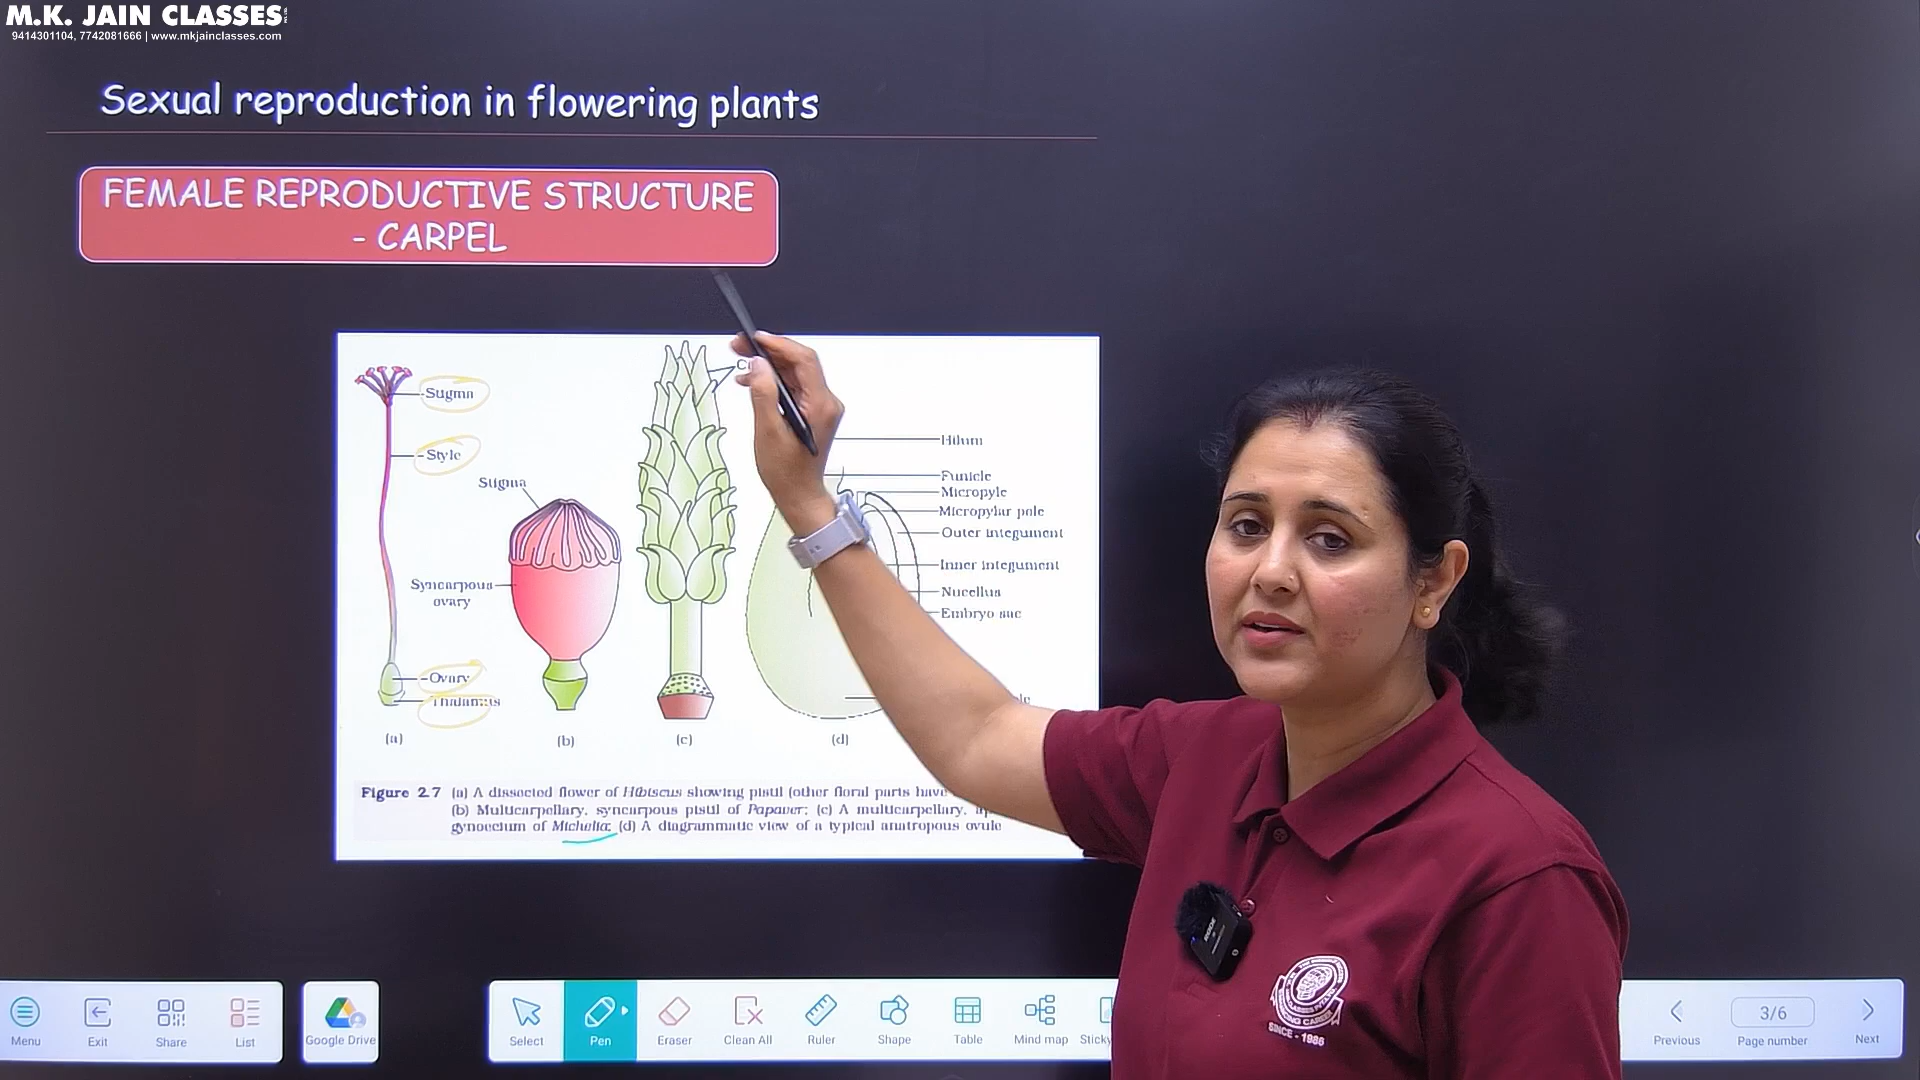 M.K. JAIN CLASSES
9414301104, 7742081666 | www.mkjainclasses.com
Sexual reproduction in flowering plants
FEMALE REPRODUCTIVE STRUCTURE
- CARPEL
Stigma
Style
Ovary
Thalamus
(a)
Stigma
Syncarpous
ovary
(b)
(c)
Hilum
Funicle
Micropyle
Micropylar pole
Outer integument
Inner integument
Nucellus
Embryo sac
(d)
Figure 2.7 (a) A dissected flower of Hibiscus showing pistil (other floral parts have
(b) Multicarpellary, syncarpous pistil of Papaver; (c) A multicarpellary,
gynoecium of Michelia; (d) A diagrammatic view of a typical anatropous ovule
RODE
SINCE - 1986
Menu
Exit
Share
List
Google Drive
Select
Pen
Eraser
Clean All
Ruler
Shape
Table
Mind map
Sticky
Previous
3/6
Page number
Next